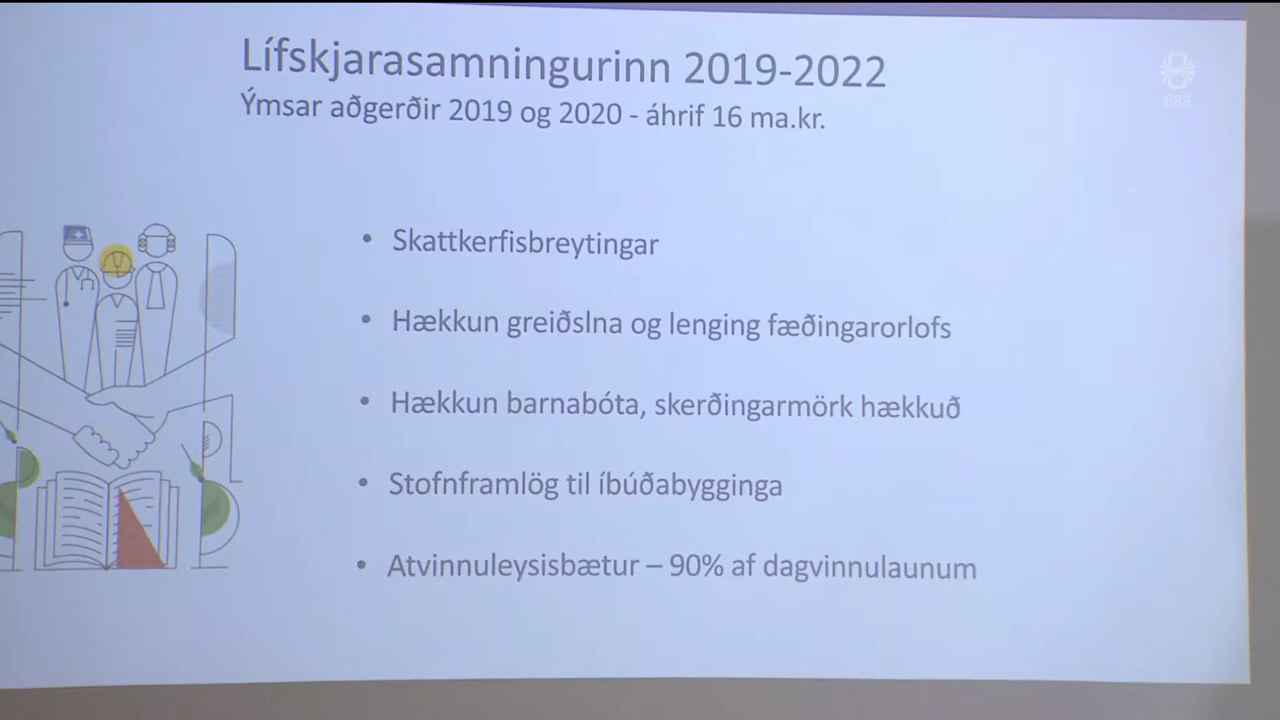 Lífskjarasamningurinn 2019-2022
Ýmsar aðgerðir 2019 og 2020 - áhrif 16 ma.kr.
888
• Skattkerfisbreytingar
• Hækkun greiðslna og lenging fæðingarorlofs
• Hækkun barnabóta, skerðingarmörk hækkuð
• Stofnframlög til íbúðabygginga
• Atvinnuleysisbætur – 90% af dagvinnulaunum